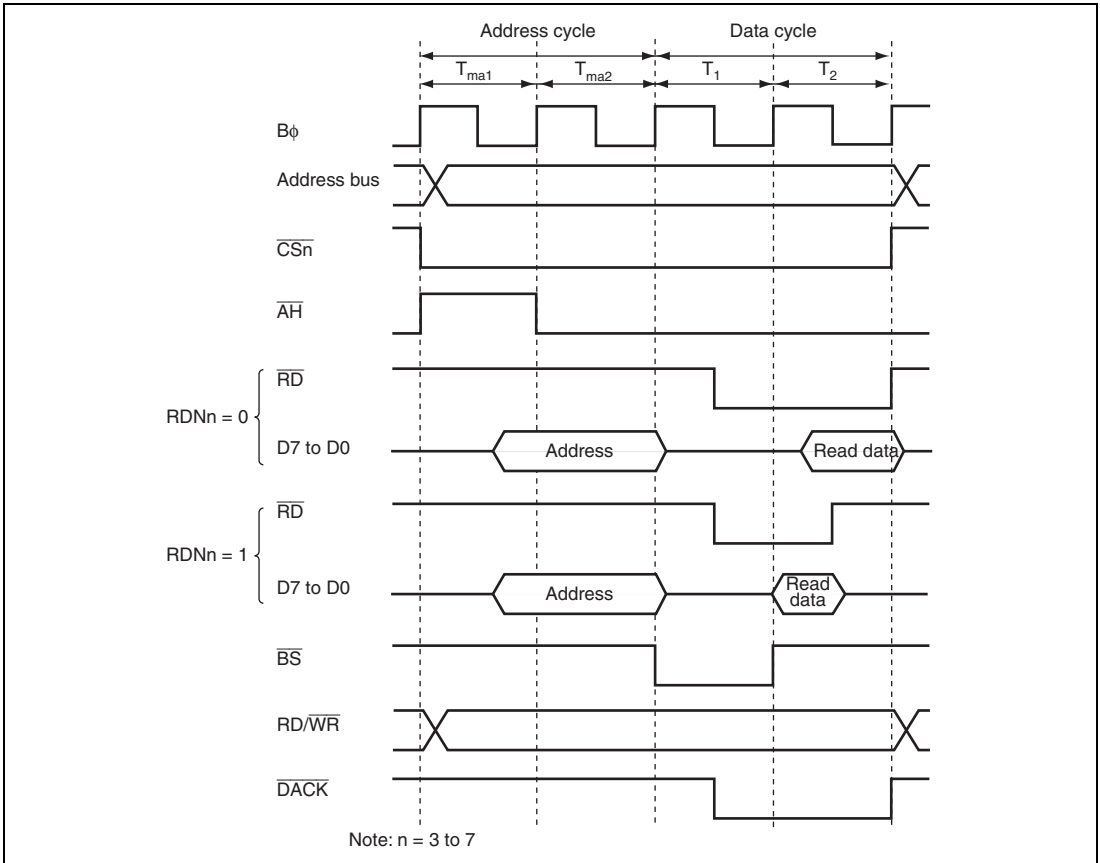 Address cycle Data cycle
Tma1 Tma2 T1 T2
Bφ
Address bus
CSn
AH
RD
RDNn = 0
D7 to D0 Address Read data
RD
RDNn = 1
D7 to D0 Address Read
data
BS
RD/WR
DACK
Note: n = 3 to 7